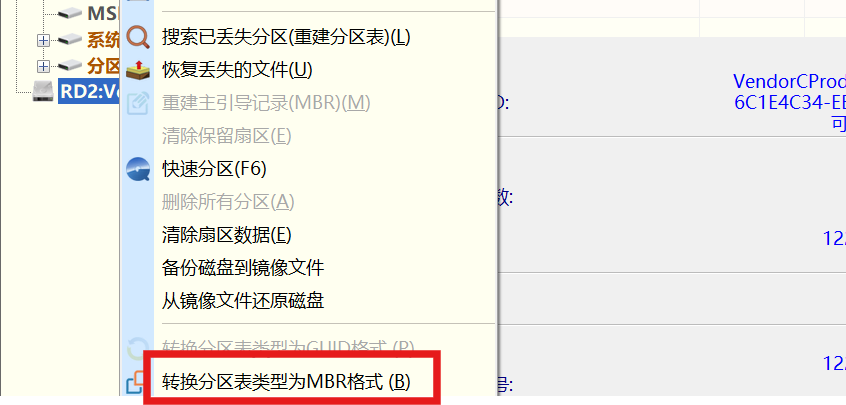 MS
系统
分区
RD2:V
搜索已丢失分区(重建分区表)(L)
恢复丢失的文件(U)
重建主引导记录(MBR)(M)
清除保留扇区(E)
快速分区(F6)
删除所有分区(A)
清除扇区数据(E)
备份磁盘到镜像文件
从镜像文件还原磁盘
转换分区表类型为GUID格式 (P)
转换分区表类型为MBR格式 (B)
VendorCProd
D:
6C1E4C34-EE
可
数:
12
12
号: